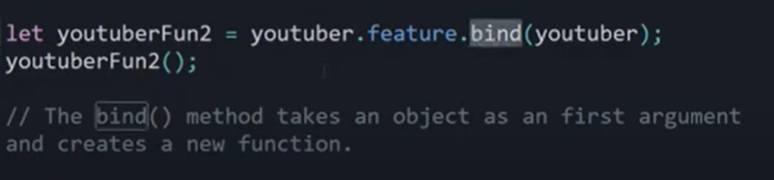 let youtuberFun2 = youtuber.feature.bind(youtuber);
youtuberFun2();
// The bind() method takes an object as an first argument
and creates a new function.